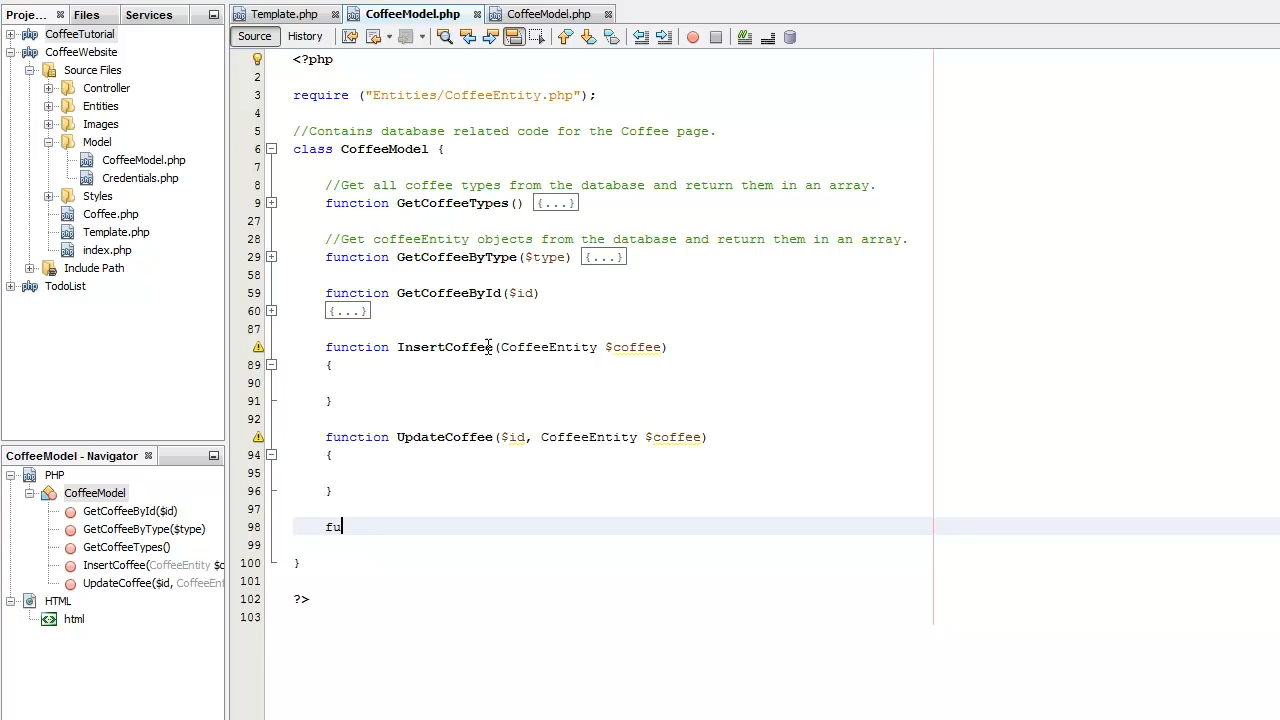 Proje... Files Services
CoffeeTutorial
CoffeeWebsite
Source Files
Controller
Entities
Images
Model
CoffeeModel.php
Credentials.php
Styles
Coffee.php
Template.php
index.php
Include Path
TodoList
CoffeeModel - Navigator
PHP
CoffeeModel
GetCoffeeById($id)
GetCoffeeByType($type)
GetCoffeeTypes()
InsertCoffee(CoffeeEntity $c
UpdateCoffee($id, CoffeeEnt
HTML
html
Template.php CoffeeModel.php CoffeeModel.php
Source History
<?php
2
3 require ("Entities/CoffeeEntity.php");
4
5 //Contains database related code for the Coffee page.
6 class CoffeeModel {
7
8 //Get all coffee types from the database and return them in an array.
9 function GetCoffeeTypes() {...}
27
28 //Get coffeeEntity objects from the database and return them in an array.
29 function GetCoffeeByType($type) {...}
58
59 function GetCoffeeById($id)
60 {...}
87
function InsertCoffee(CoffeeEntity $coffee)
89 {
90
91 }
92
function UpdateCoffee($id, CoffeeEntity $coffee)
94 {
95
96 }
97
98 fu
99
100 }
101
102 ?>
103